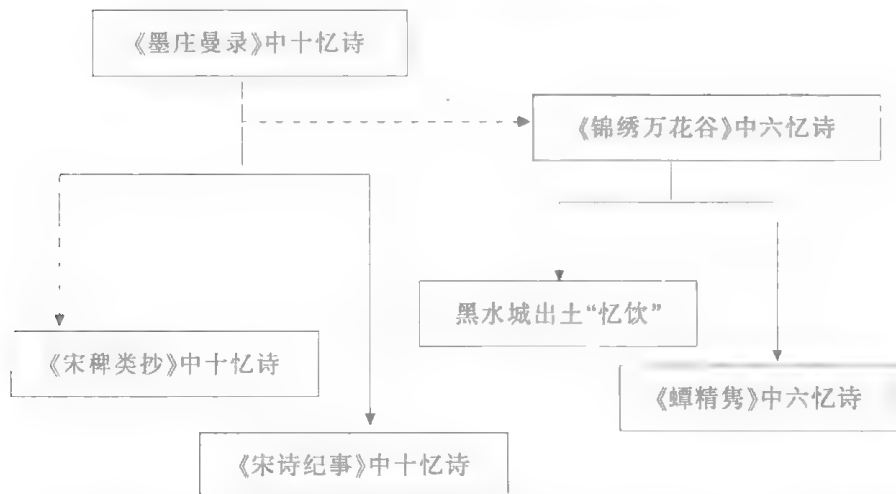 《墨庄曼录》中十忆诗
《锦绣万花谷》中六忆诗
黑水城出土“忆饮”
《宋稗类抄》中十忆诗
《蟫精隽》中六忆诗
《宋诗纪事》中十忆诗